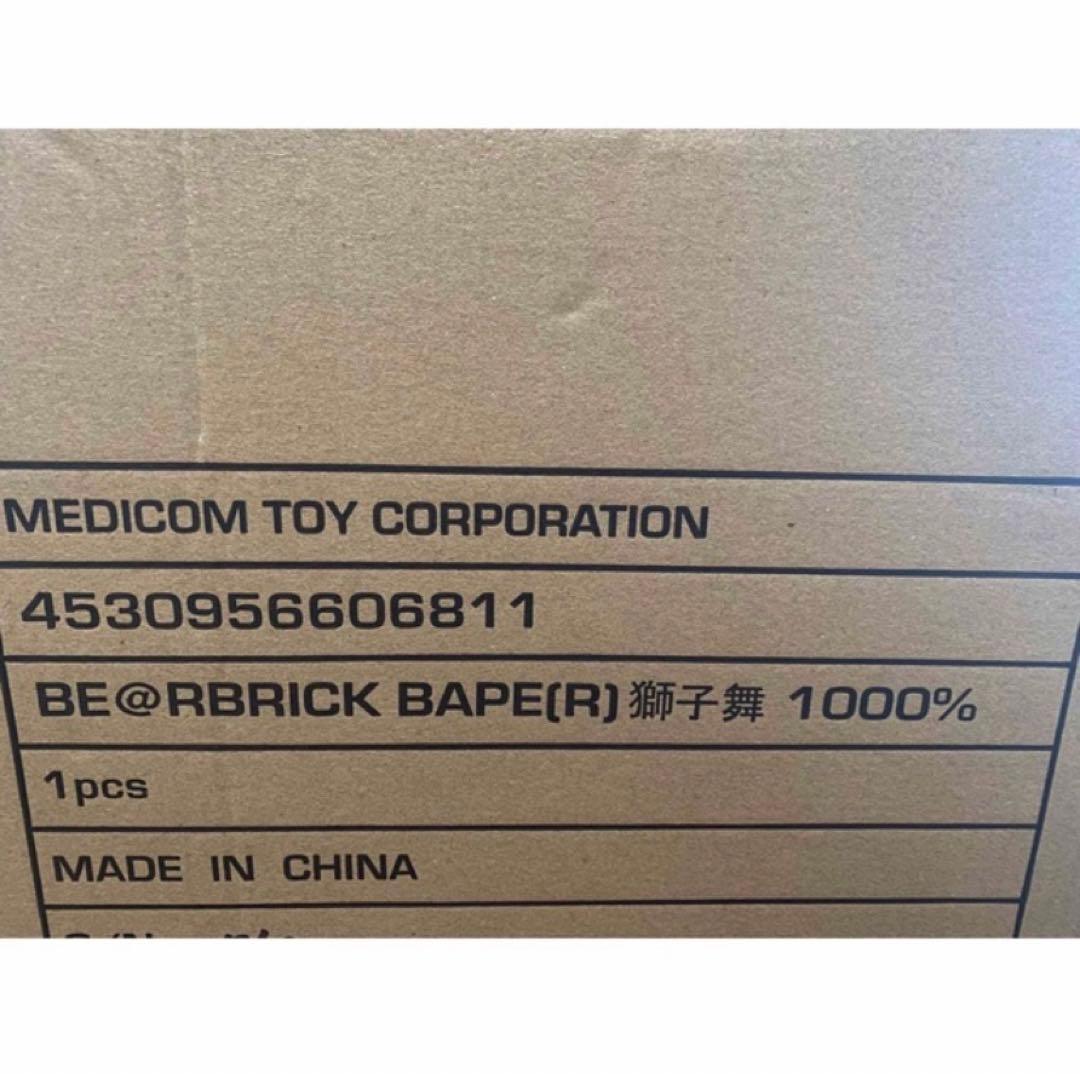 MEDICOM TOY CORPORATION
4530956606811
BE@RBRICK BAPE(R) 獅子舞 1000%
1pcs
MADE IN CHINA